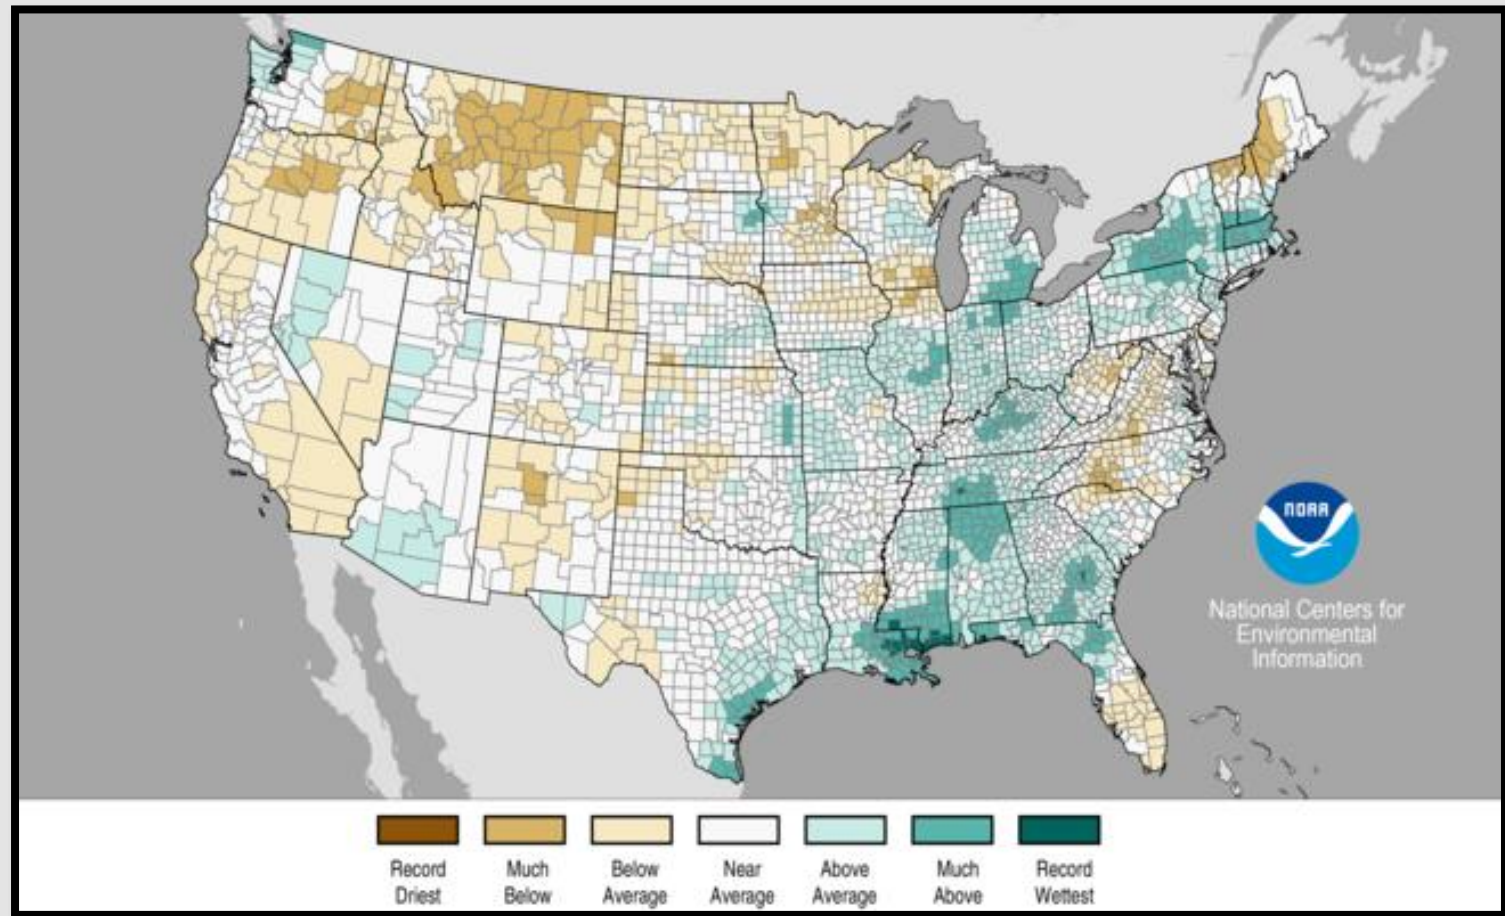 NOAA
National Centers for
Environmental
Information
Record
Driest
Much
Below
Below
Average
Near
Average
Above
Average
Much
Above
Record
Wettest